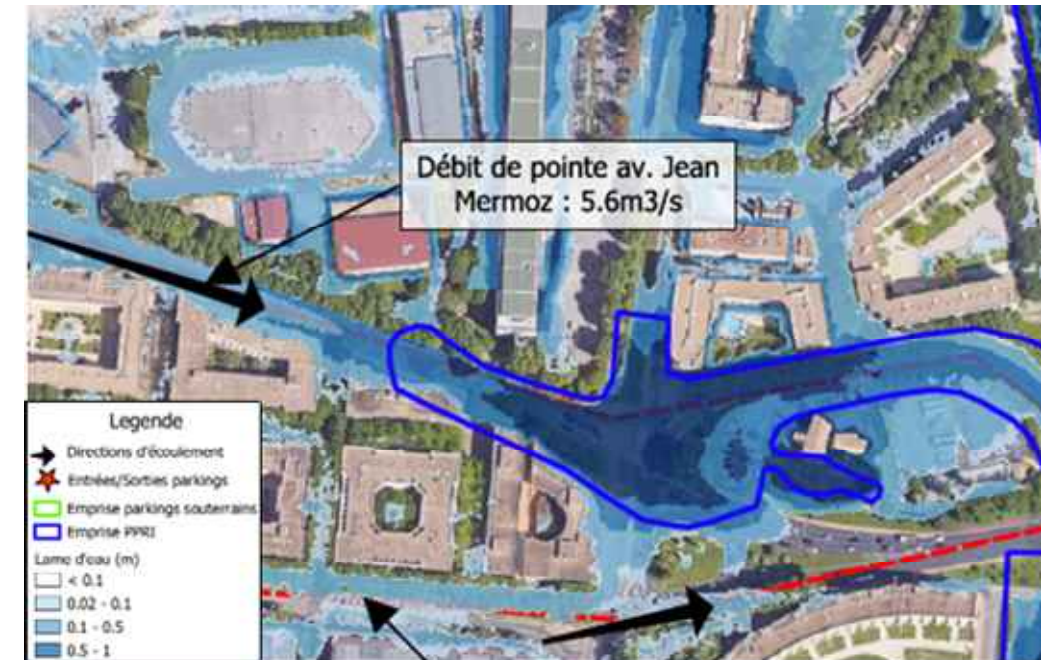 Débit de pointe av. Jean
Mermoz : 5.6m3/s
Legende
Directions d'écoulement
Entrées/Sorties parkings
Emprise parkings souterrains
Emprise PPRI
Lame d'eau (m)
< 0.1
0.02 - 0.1
0.1 - 0.5
0.5 - 1